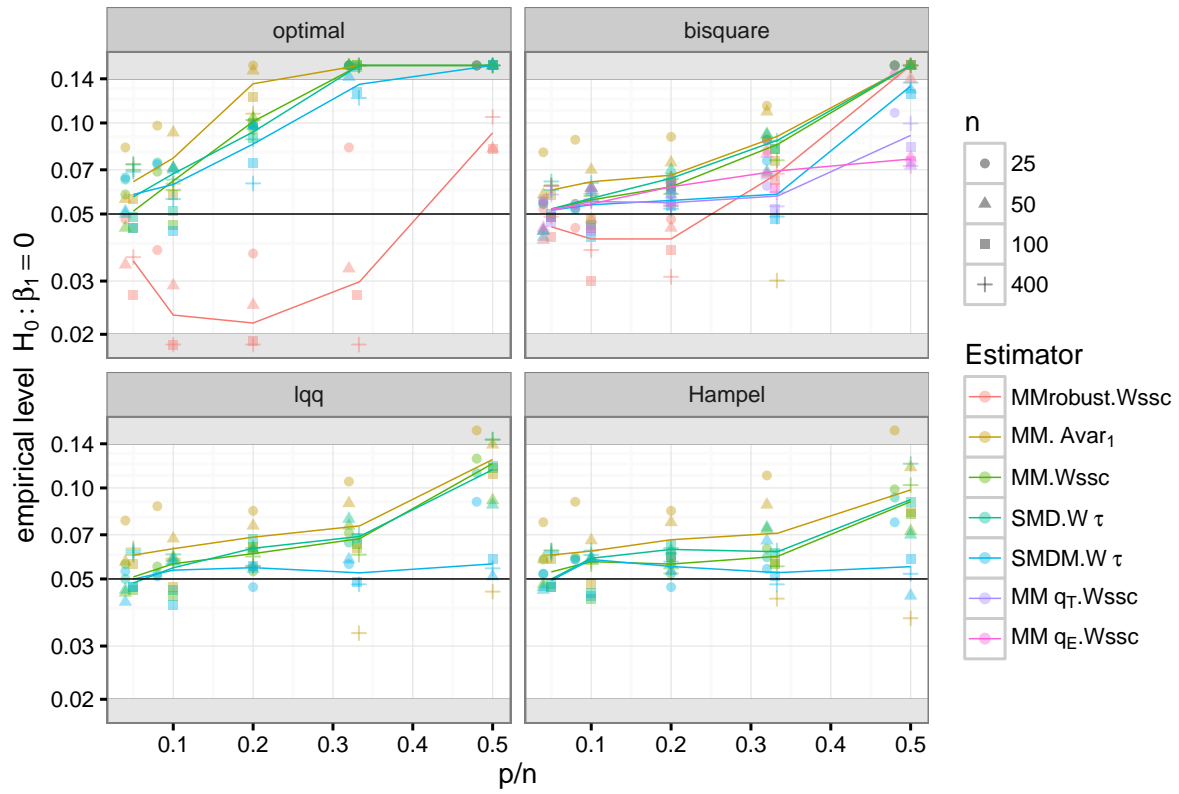 optimal
bisquare
0.14
0.10
0.07
0.05
0.03
0.02
lqq
Hampel
0.14
0.10
0.07
0.05
0.03
0.02
0.1 0.2 0.3 0.4 0.5
0.1 0.2 0.3 0.4 0.5
p/n
empirical level H₀ : β₁ = 0
n
25
50
100
400
Estimator
MMrobust.Wssc
MM. Avar₁
MM.Wssc
SMD.W τ
SMDM.W τ
MM q_T.Wssc
MM q_E.Wssc